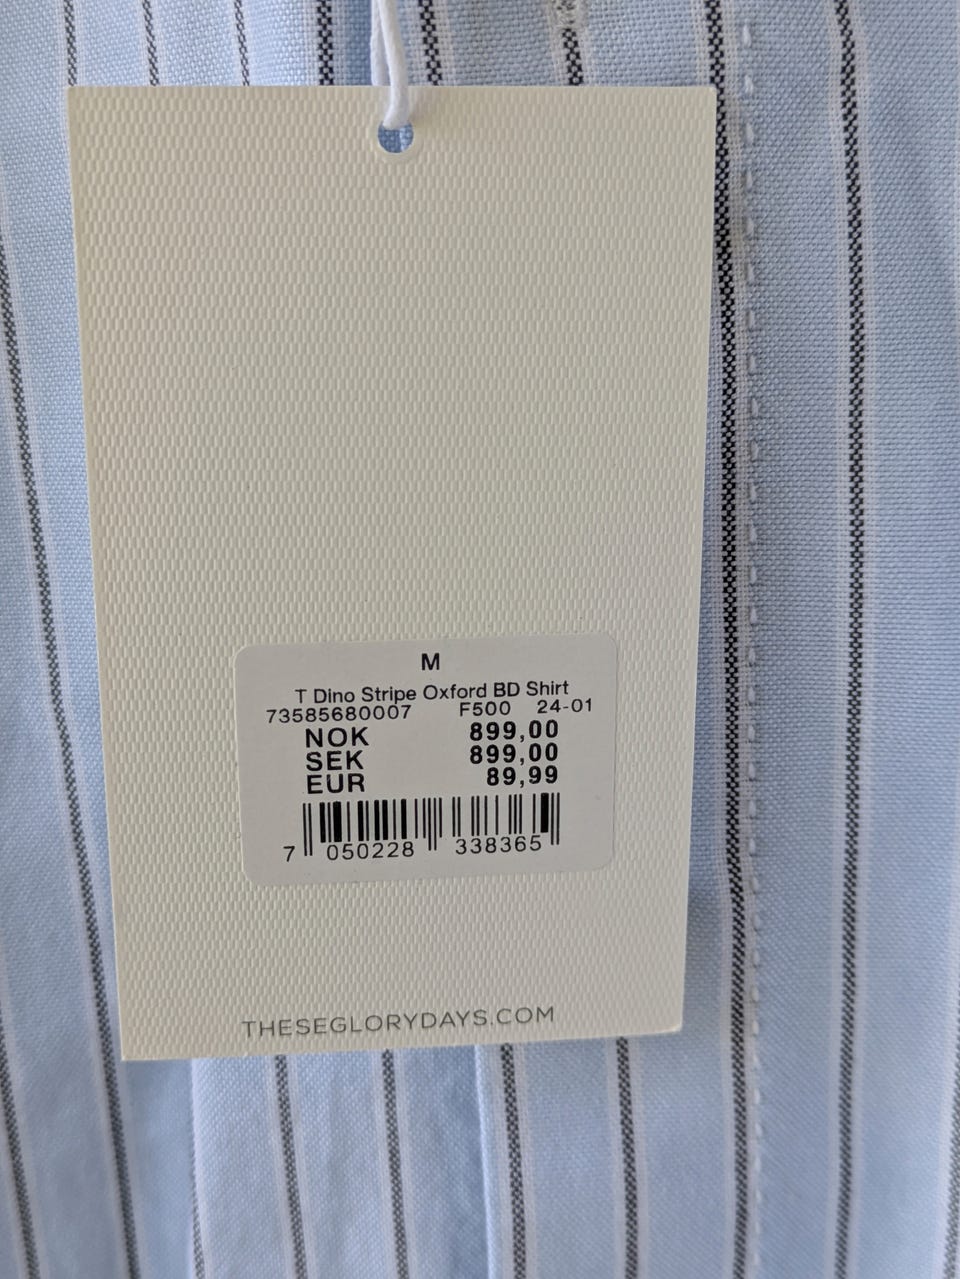 M
T Dino Stripe Oxford BD Shirt
73585680007 F500 24-01
NOK 899,00
SEK 899,00
EUR 89,99
7 050228 338365
THESEGLORYDAYS.COM